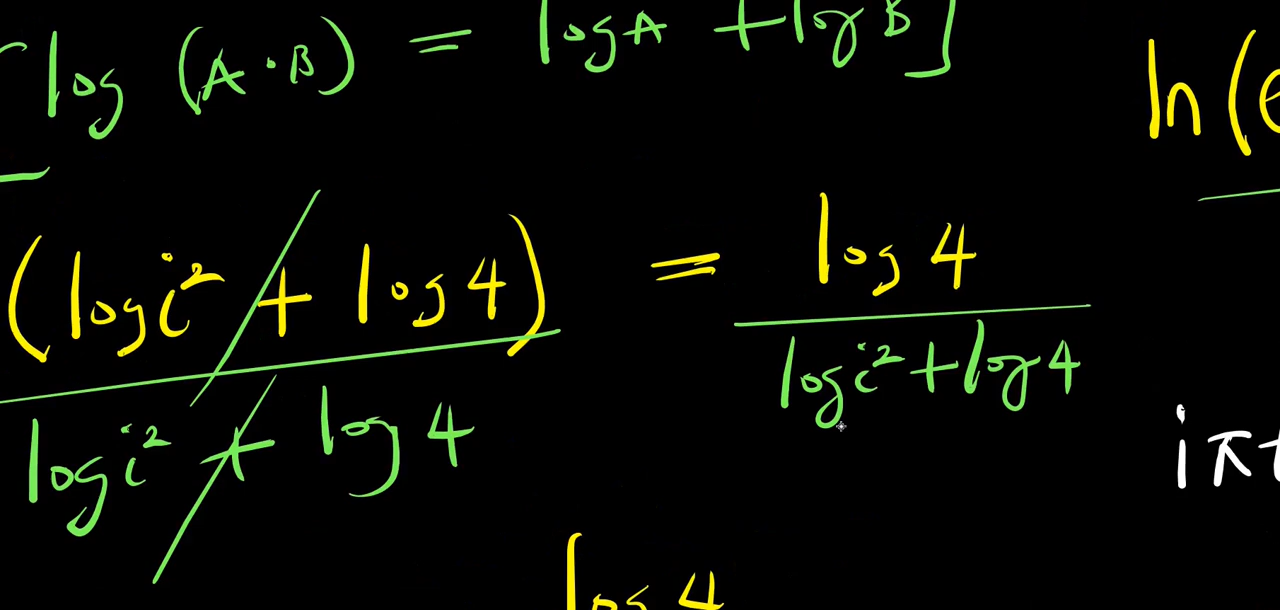 [log (A·B) = log A + log B]
ln(e
(log i² + log 4) / (log i² + log 4) = log 4 / (log i² + log 4)
iπ
log 4